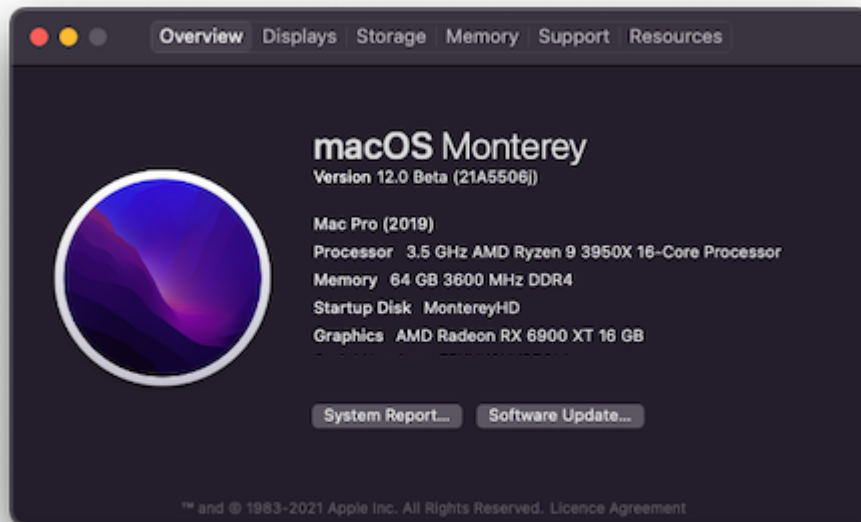 Overview Displays Storage Memory Support Resources
macOS Monterey
Version 12.0 Beta (21A5506j)
Mac Pro (2019)
Processor 3.5 GHz AMD Ryzen 9 3950X 16-Core Processor
Memory 64 GB 3600 MHz DDR4
Startup Disk MontereyHD
Graphics AMD Radeon RX 6900 XT 16 GB
System Report... Software Update...
™ and © 1983-2021 Apple Inc. All Rights Reserved. Licence Agreement